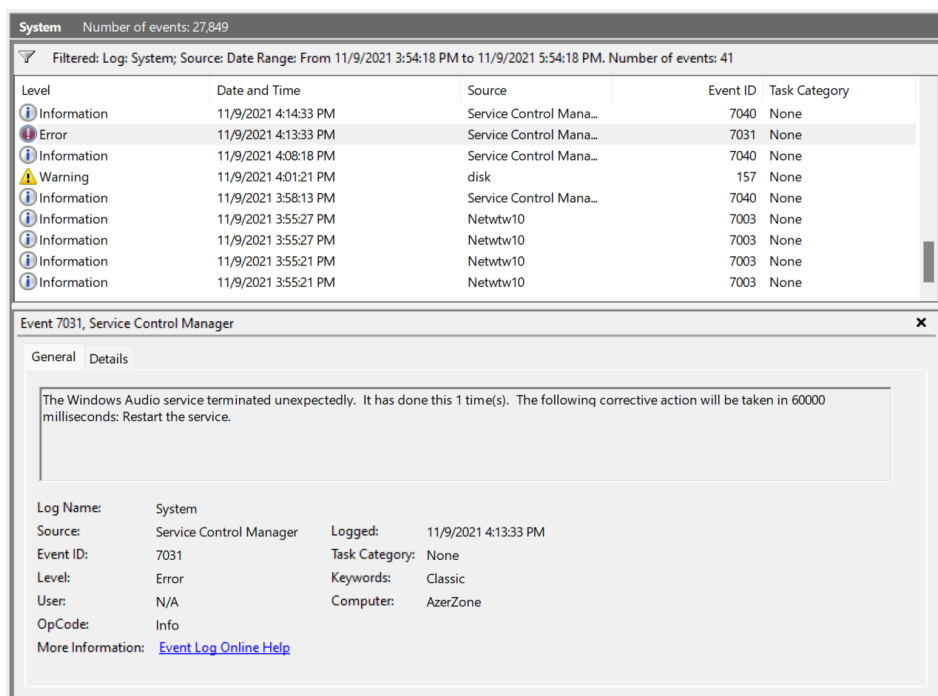 System Number of events: 27,849
Filtered: Log: System; Source: Date Range: From 11/9/2021 3:54:18 PM to 11/9/2021 5:54:18 PM. Number of events: 41
Level Date and Time Source Event ID Task Category
Information 11/9/2021 4:14:33 PM Service Control Mana... 7040 None
Error 11/9/2021 4:13:33 PM Service Control Mana... 7031 None
Information 11/9/2021 4:08:18 PM Service Control Mana... 7040 None
Warning 11/9/2021 4:01:21 PM disk 157 None
Information 11/9/2021 3:58:13 PM Service Control Mana... 7040 None
Information 11/9/2021 3:55:27 PM Netwtw10 7003 None
Information 11/9/2021 3:55:27 PM Netwtw10 7003 None
Information 11/9/2021 3:55:21 PM Netwtw10 7003 None
Information 11/9/2021 3:55:21 PM Netwtw10 7003 None
Event 7031, Service Control Manager
General Details
The Windows Audio service terminated unexpectedly. It has done this 1 time(s). The following corrective action will be taken in 60000
milliseconds: Restart the service.
Log Name: System
Source: Service Control Manager Logged: 11/9/2021 4:13:33 PM
Event ID: 7031 Task Category: None
Level: Error Keywords: Classic
User: N/A Computer: AzerZone
OpCode: Info
More Information: Event Log Online Help